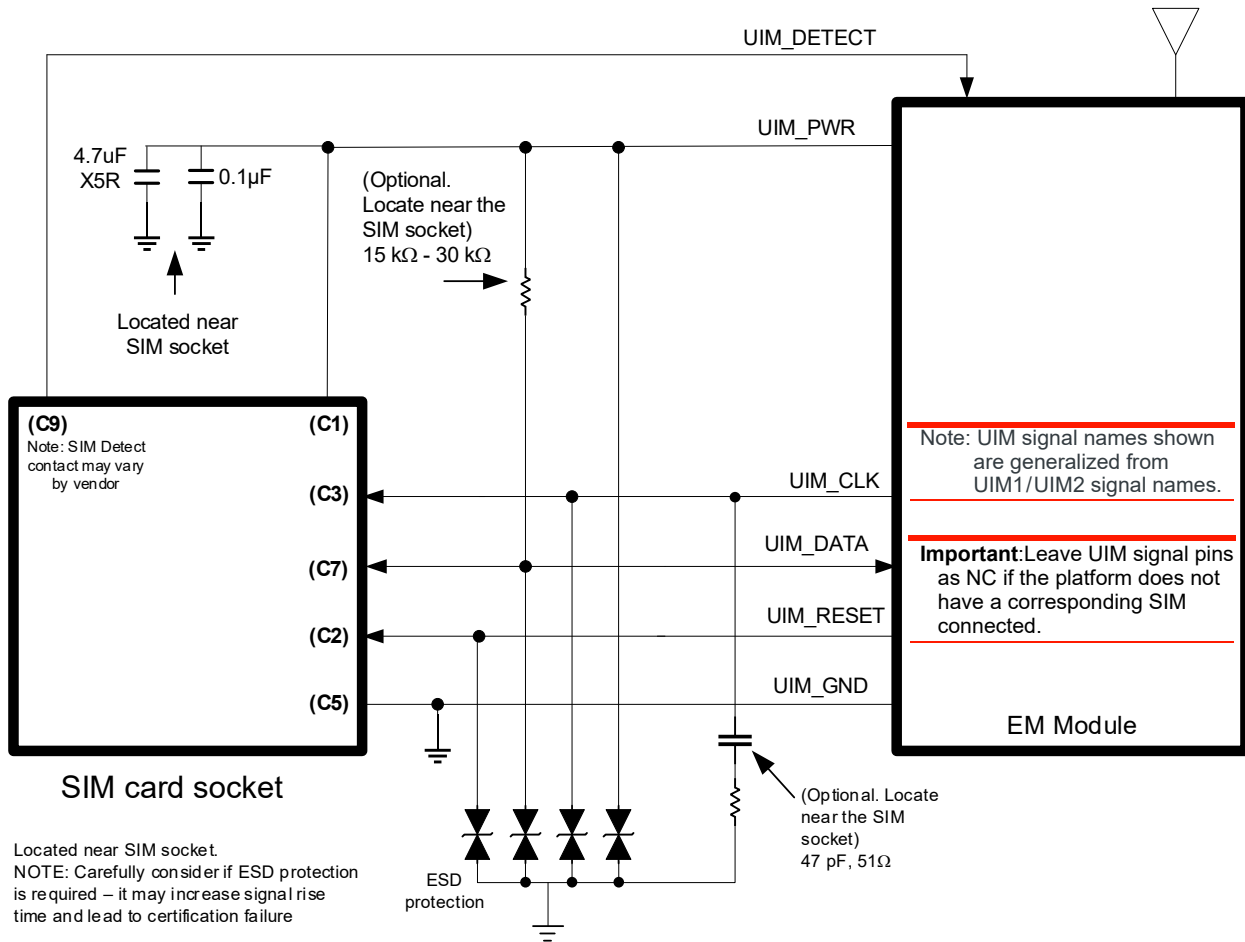 UIM_DETECT
UIM_PWR
4.7uF
X5R
0.1µF
(Optional.
Locate near the
SIM socket)
15 kΩ - 30 kΩ
Located near
SIM socket
(C9)
Note: SIM Detect
contact may vary
by vendor
(C1)
(C3)
(C7)
(C2)
(C5)
SIM card socket
UIM_CLK
UIM_DATA
UIM_RESET
UIM_GND
Note: UIM signal names shown
are generalized from
UIM1/UIM2 signal names.
Important:Leave UIM signal pins
as NC if the platform does not
have a corresponding SIM
connected.
EM Module
(Optional. Locate
near the SIM
socket)
47 pF, 51Ω
ESD
protection
Located near SIM socket.
NOTE: Carefully consider if ESD protection
is required – it may increase signal rise
time and lead to certification failure